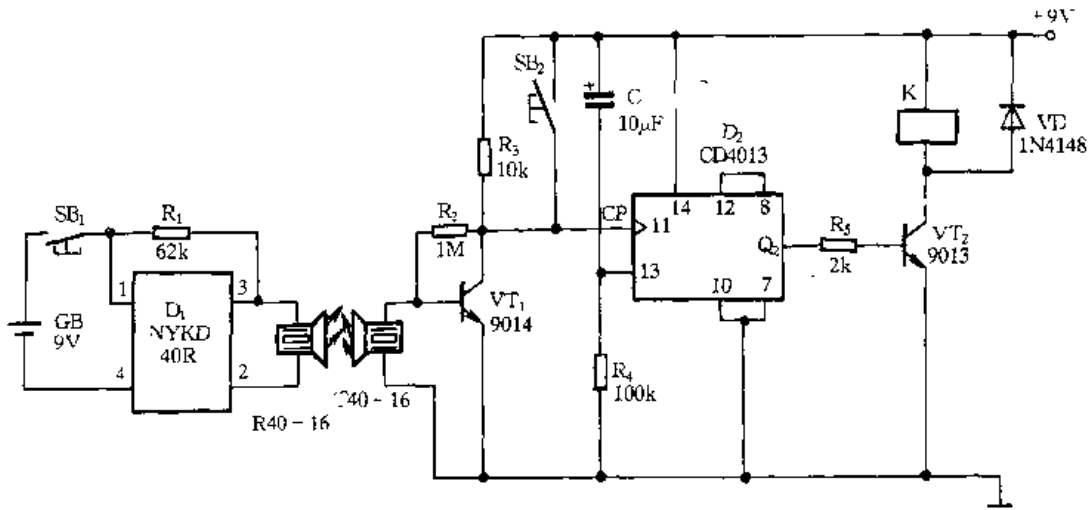 +9V
SB₂
C
10μF
K
VD
1N4148
R₃
10k
D₂
CD4013
14
12
8
SB₁
R₁
62k
R₂
1M
CP
11
Q₂
R₅
2k
VT₂
9013
13
10
7
1
3
D₁
NYKD
40R
GB
9V
4
2
VT₁
9014
R₄
100k
R40-16
T40-16